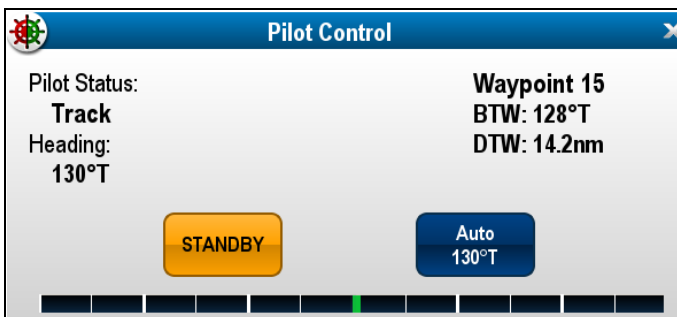 Pilot Control
Pilot Status:
Track
Heading:
130°T
Waypoint 15
BTW: 128°T
DTW: 14.2nm
STANDBY
Auto
130°T